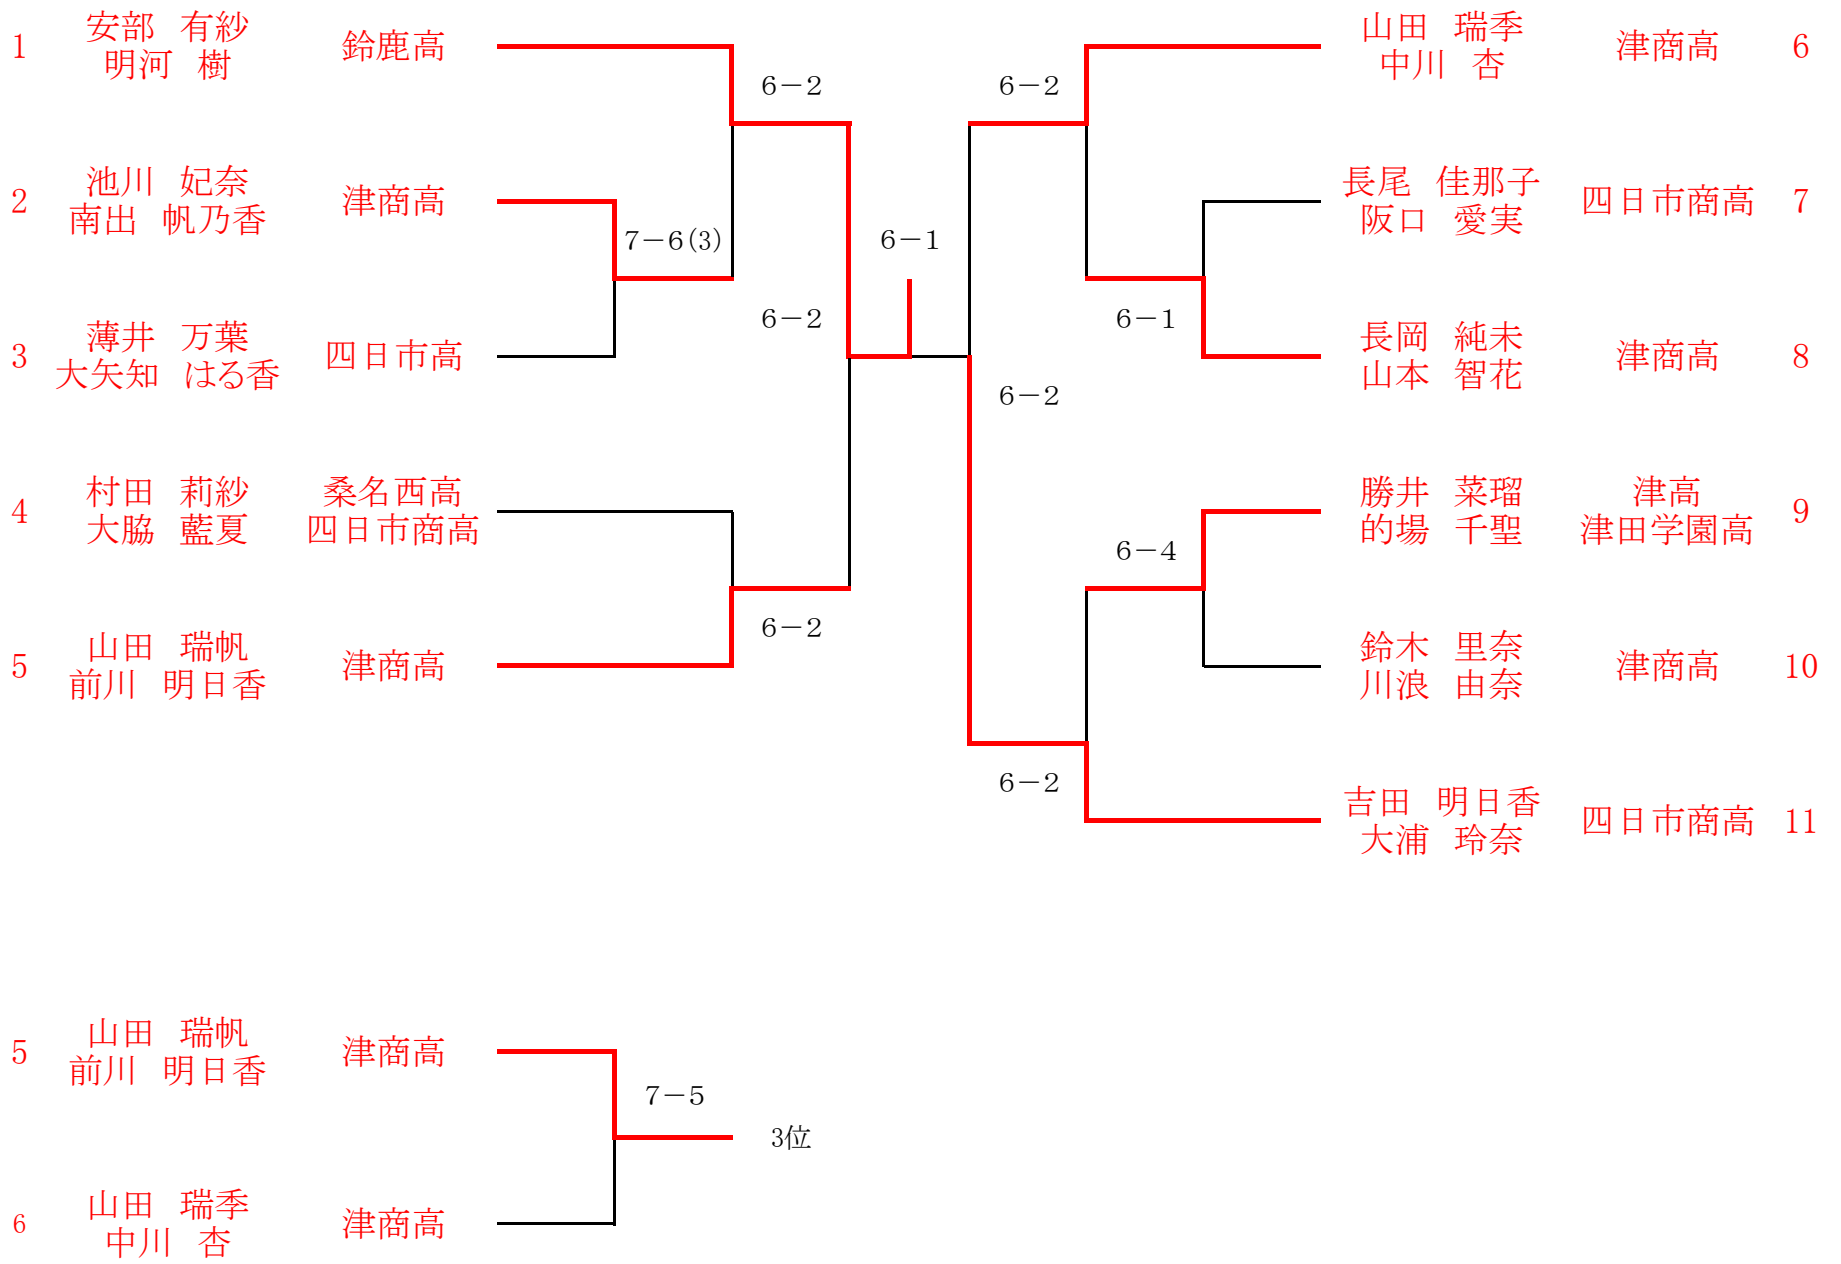 1 安部 有紗 鈴鹿高
明河 樹
6－2
2 池川 妃奈 津商高
南出 帆乃香
7－6(3)
3 薄井 万葉 四日市高
大矢知 はる香
6－2
4 村田 莉紗 桑名西高
大脇 藍夏 四日市商高
5 山田 瑞帆 津商高
前川 明日香
6－2
6－1
山田 瑞季 津商高 6
中川 杏
6－2
長尾 佳那子 四日市商高 7
阪口 愛実
6－1
長岡 純未 津商高 8
山本 智花
6－2
勝井 菜瑠 津高 9
的場 千聖 津田学園高
6－4
鈴木 里奈 津商高 10
川浪 由奈
6－2
吉田 明日香 四日市商高 11
大浦 玲奈
5 山田 瑞帆 津商高
前川 明日香
7－5
3位
6 山田 瑞季 津商高
中川 杏